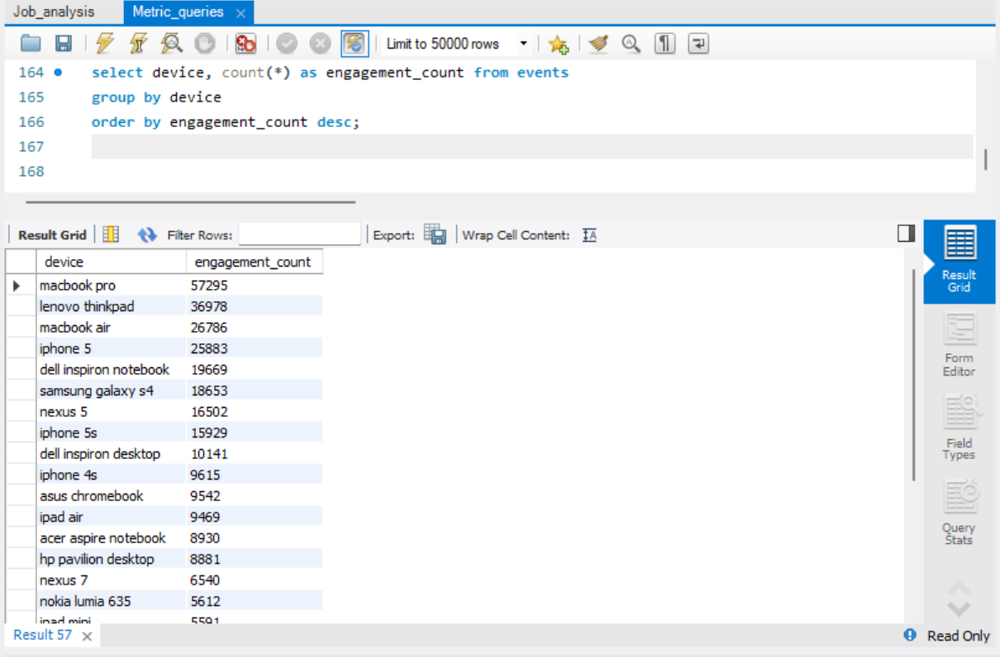 Job_analysis Metric_queries ×
Limit to 50000 rows
164 select device, count(*) as engagement_count from events
165 group by device
166 order by engagement_count desc;
167
168
Result Grid Filter Rows: Export: Wrap Cell Content: IA
device engagement_count
macbook pro 57295
lenovo thinkpad 36978
macbook air 26786
iphone 5 25883
dell inspiron notebook 19669
samsung galaxy s4 18653
nexus 5 16502
iphone 5s 15929
dell inspiron desktop 10141
iphone 4s 9615
asus chromebook 9542
ipad air 9469
acer aspire notebook 8930
hp pavilion desktop 8881
nexus 7 6540
nokia lumia 635 5612
ipad mini 5591
Result
Grid
Form
Editor
Field
Types
Query
Stats
Result 57 × Read Only